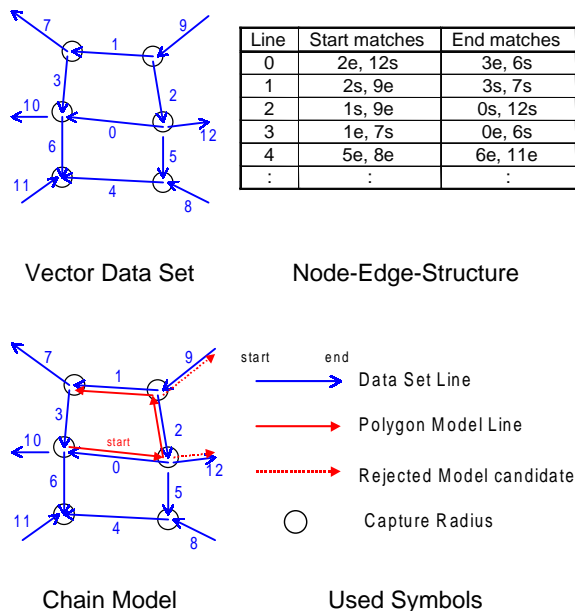 7
9
1
3
2
10
0
12
6
5
4
11
8
Line Start matches End matches
0 2e, 12s 3e, 6s
1 2s, 9e 3s, 7s
2 1s, 9e 0s, 12s
3 1e, 7s 0e, 6s
4 5e, 8e 6e, 11e
: : :
Vector Data Set
Node-Edge-Structure
7
9
1
3
2
10
start
0
12
6
5
4
11
8
start end
Data Set Line
Polygon Model Line
Rejected Model candidate
Capture Radius
Chain Model
Used Symbols